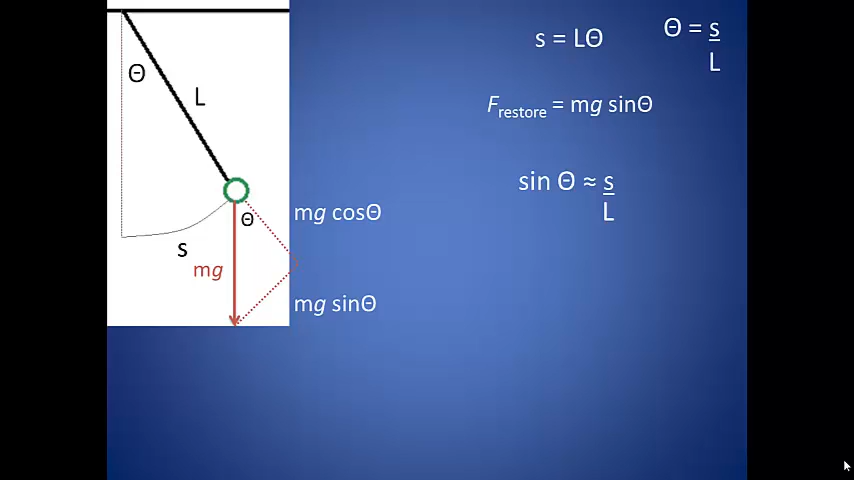 Θ
L
Θ
s
mg
mg cosΘ
mg sinΘ
s = LΘ
Θ = s
L
Frestore = mg sinΘ
sin Θ ≈ s
L